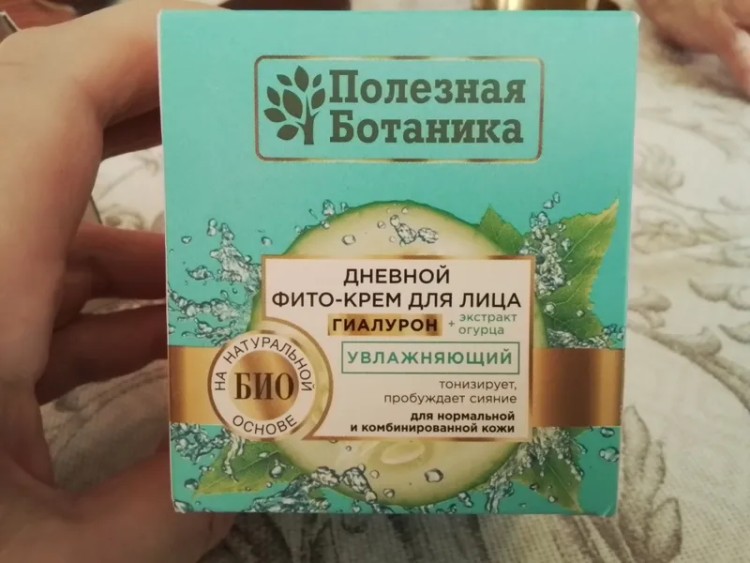 Полезная
Ботаника
ДНЕВНОЙ
ФИТО-КРЕМ ДЛЯ ЛИЦА
ГИАЛУРОН + экстракт
огурца
УВЛАЖНЯЮЩИЙ
тонизирует,
пробуждает сияние
для нормальной
и комбинированной кожи
НА НАТУРАЛЬНОЙ
БИО
ОСНОВЕ